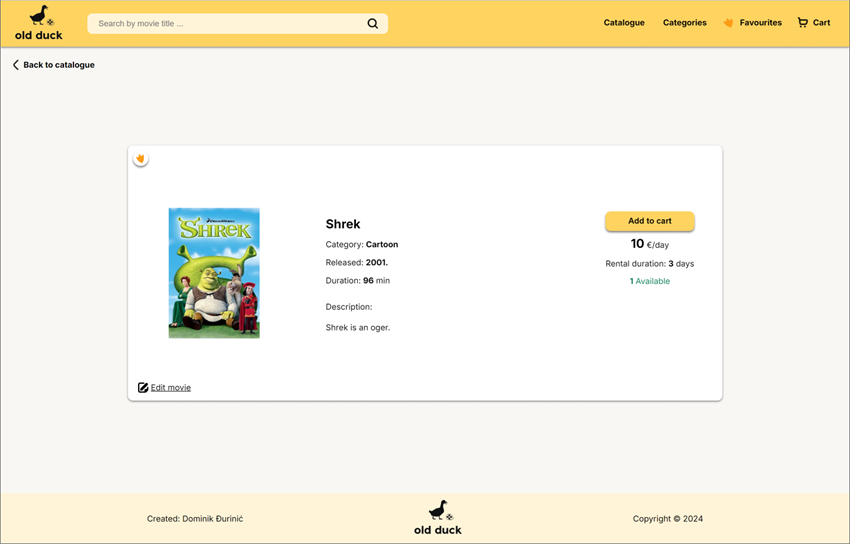 old duck
Search by movie title ...
Catalogue
Categories
Favourites
Cart
Back to catalogue
DREAMWORKS
SHREK
Shrek
Category: Cartoon
Released: 2001.
Duration: 96 min
Description:
Shrek is an oger.
Add to cart
10 €/day
Rental duration: 3 days
1 Available
Edit movie
Created: Dominik Đurinić
old duck
Copyright © 2024